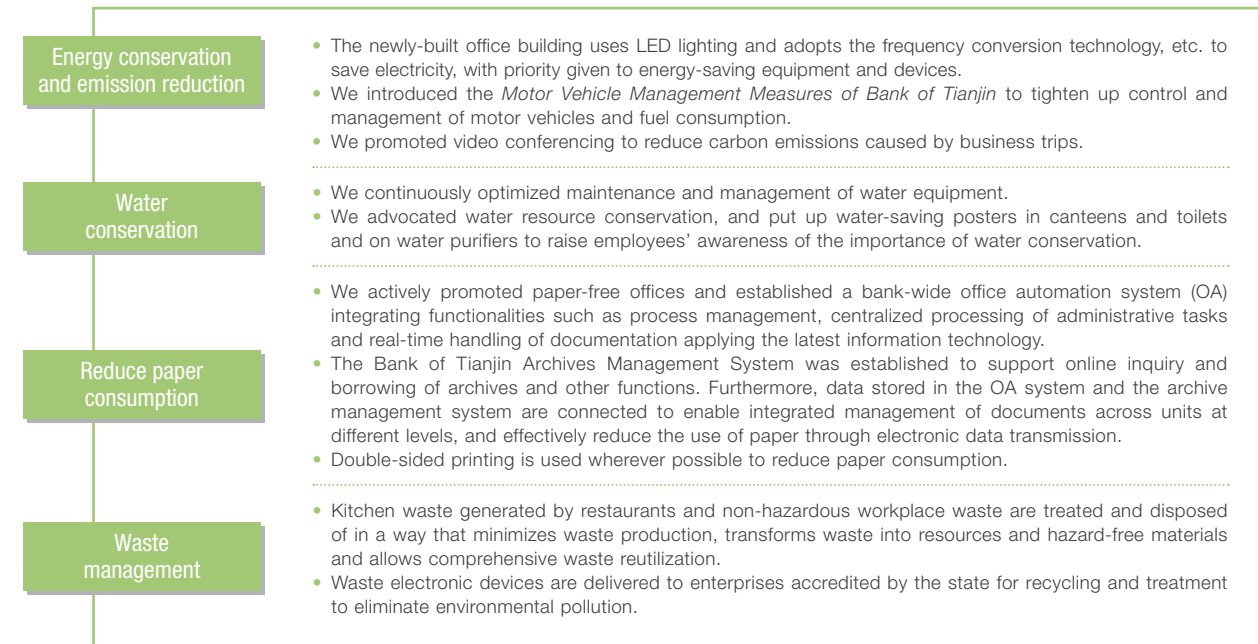 Energy conservation
and emission reduction
• The newly-built office building uses LED lighting and adopts the frequency conversion technology, etc. to
save electricity, with priority given to energy-saving equipment and devices.
• We introduced the Motor Vehicle Management Measures of Bank of Tianjin to tighten up control and
management of motor vehicles and fuel consumption.
• We promoted video conferencing to reduce carbon emissions caused by business trips.
Water
conservation
• We continuously optimized maintenance and management of water equipment.
• We advocated water resource conservation, and put up water-saving posters in canteens and toilets
and on water purifiers to raise employees’ awareness of the importance of water conservation.
Reduce paper
consumption
• We actively promoted paper-free offices and established a bank-wide office automation system (OA)
integrating functionalities such as process management, centralized processing of administrative tasks
and real-time handling of documentation applying the latest information technology.
• The Bank of Tianjin Archives Management System was established to support online inquiry and
borrowing of archives and other functions. Furthermore, data stored in the OA system and the archive
management system are connected to enable integrated management of documents across units at
different levels, and effectively reduce the use of paper through electronic data transmission.
• Double-sided printing is used wherever possible to reduce paper consumption.
Waste
management
• Kitchen waste generated by restaurants and non-hazardous workplace waste are treated and disposed
of in a way that minimizes waste production, transforms waste into resources and hazard-free materials
and allows comprehensive waste reutilization.
• Waste electronic devices are delivered to enterprises accredited by the state for recycling and treatment
to eliminate environmental pollution.